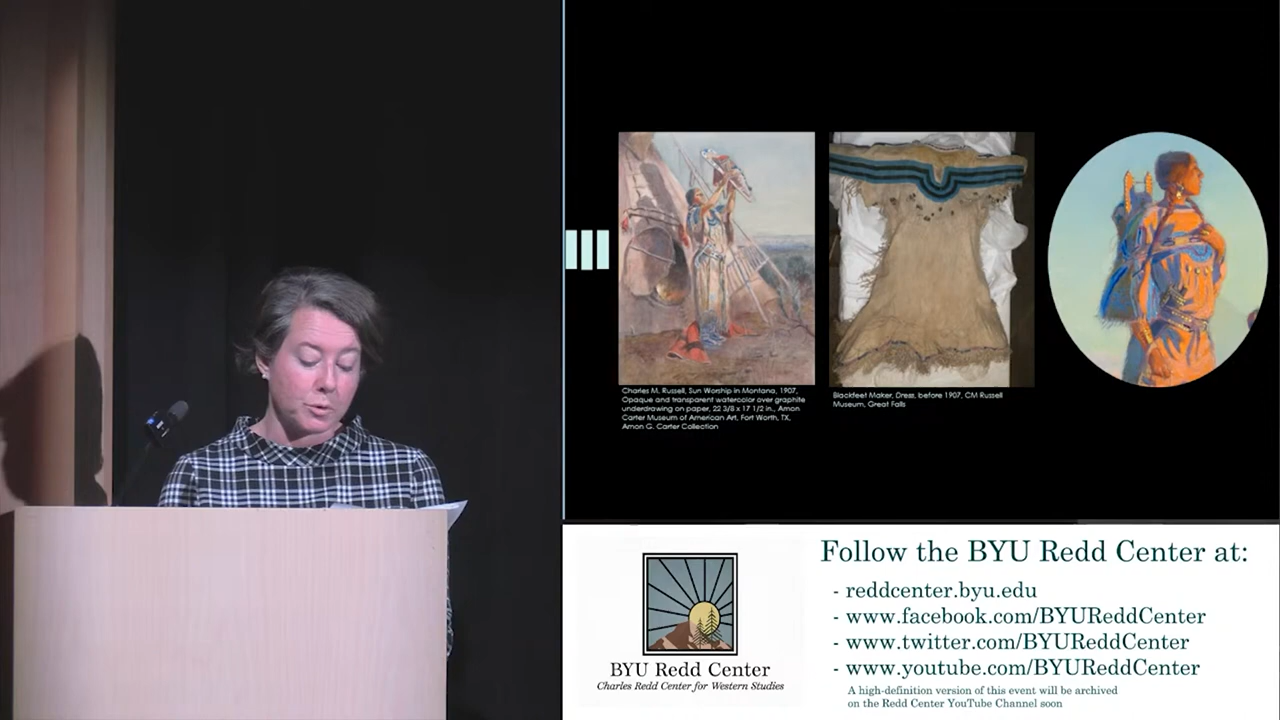 Charles M. Russell, Sun Worship in Montana, 1907,
Opaque and transparent watercolor over graphite
underdrawing on paper, 22 3/8 x 17 1/2 in., Amon
Carter Museum of American Art, Fort Worth, TX,
Amon G. Carter Collection
Blackfeet Maker, Dress, before 1907, CM Russell
Museum, Great Falls
BYU Redd Center
Charles Redd Center for Western Studies
Follow the BYU Redd Center at:
- reddcenter.byu.edu
- www.facebook.com/BYUReddCenter
- www.twitter.com/BYUReddCenter
- www.youtube.com/BYUReddCenter
A high-definition version of this event will be archived
on the Redd Center YouTube Channel soon